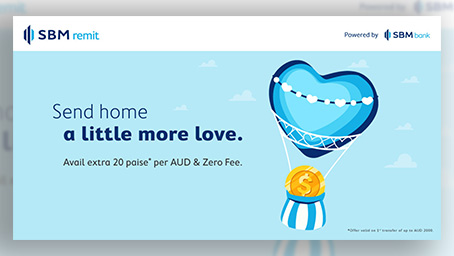 SBM remit
Powered by SBM bank
Send home
a little more love.
Avail extra 20 paise* per AUD & Zero Fee.
$
*Offer valid on 1st transfer of up to AUD